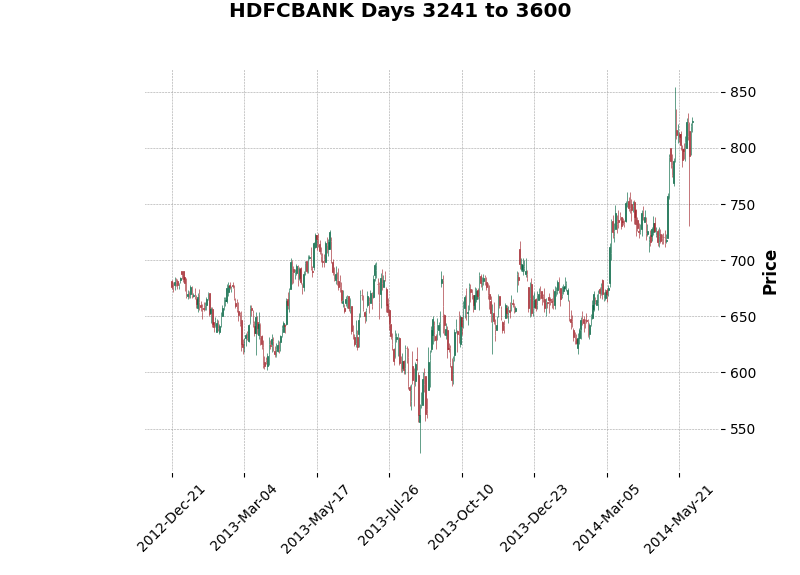 HDFCBANK Days 3241 to 3600
850
800
750
700
650
600
550
Price
2012-Dec-21
2013-Mar-04
2013-May-17
2013-Jul-26
2013-Oct-10
2013-Dec-23
2014-Mar-05
2014-May-21